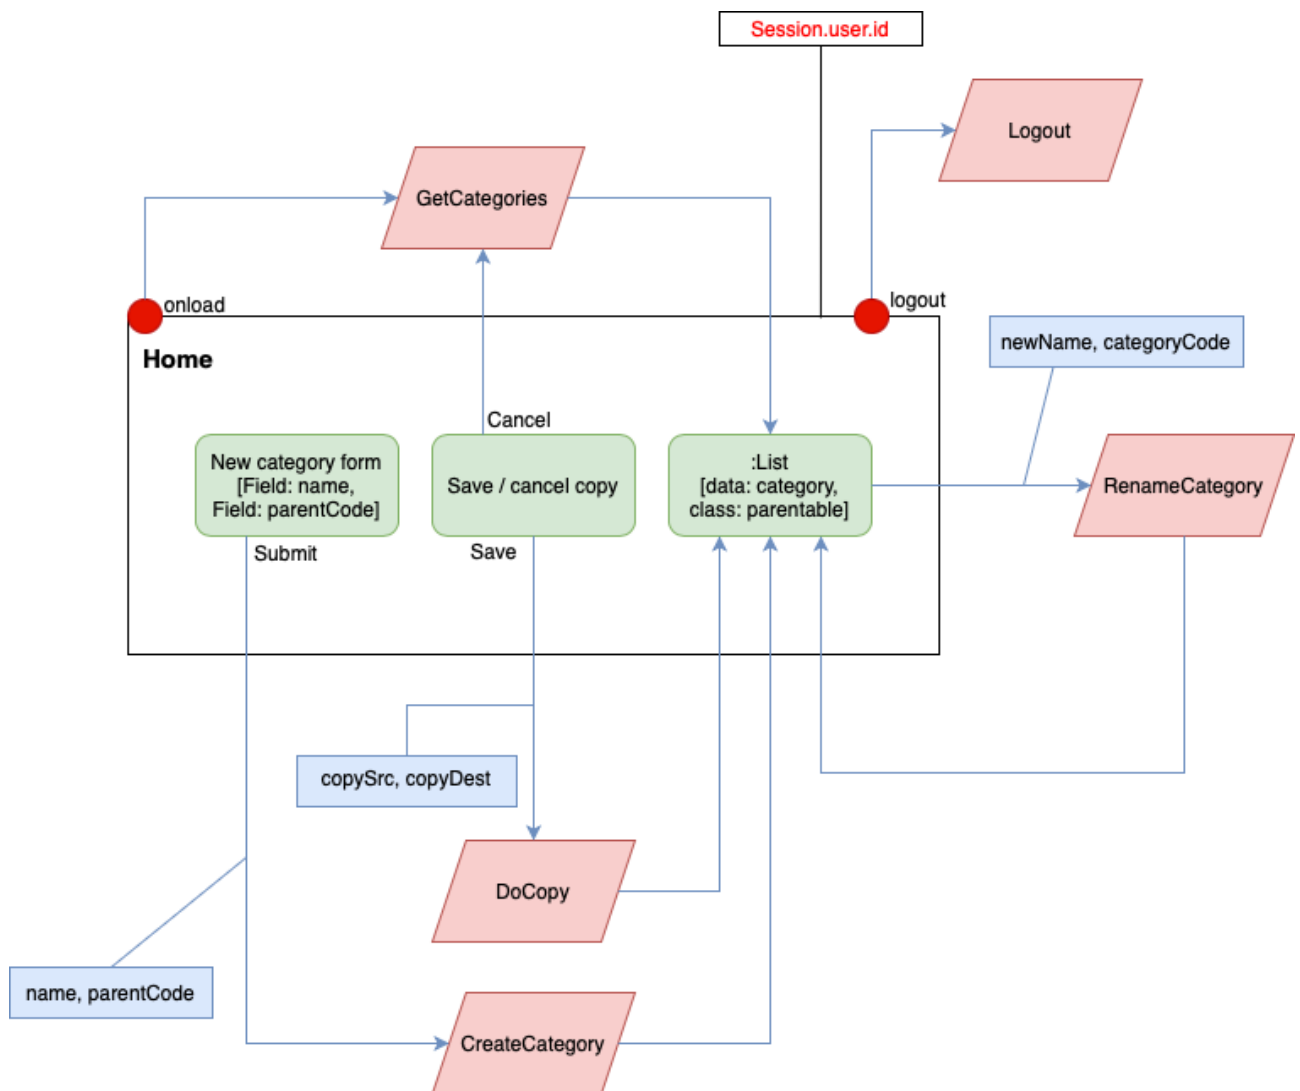 Session.user.id
Logout
GetCategories
onload
logout
Home
newName, categoryCode
Cancel
New category form
[Field: name,
Field: parentCode]
Save / cancel copy
:List
[data: category,
class: parentable]
RenameCategory
Submit
Save
copySrc, copyDest
DoCopy
name, parentCode
CreateCategory